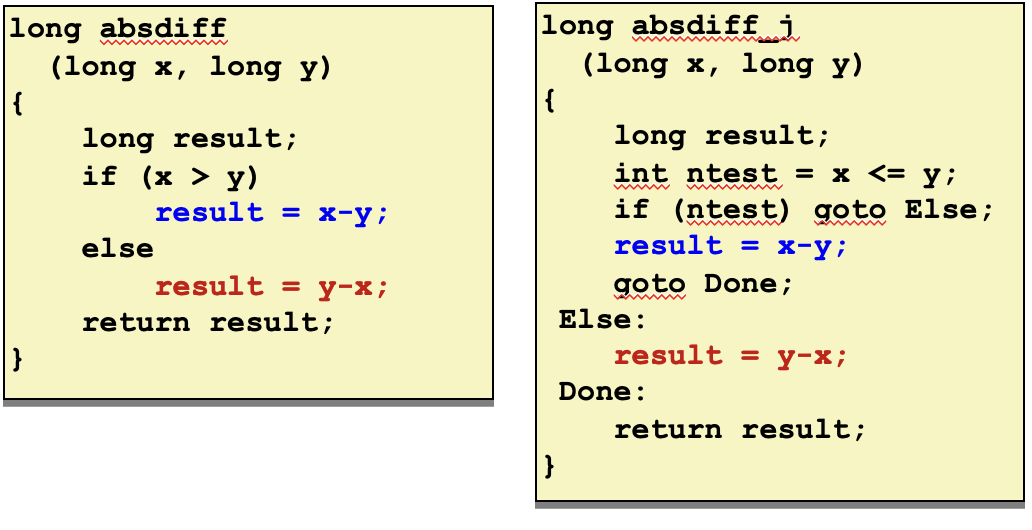 long absdiff
(long x, long y)
{
long result;
if (x > y)
result = x-y;
else
result = y-x;
return result;
}
long absdiff_j
(long x, long y)
{
long result;
int ntest = x <= y;
if (ntest) goto Else;
result = x-y;
goto Done;
Else:
result = y-x;
Done:
return result;
}